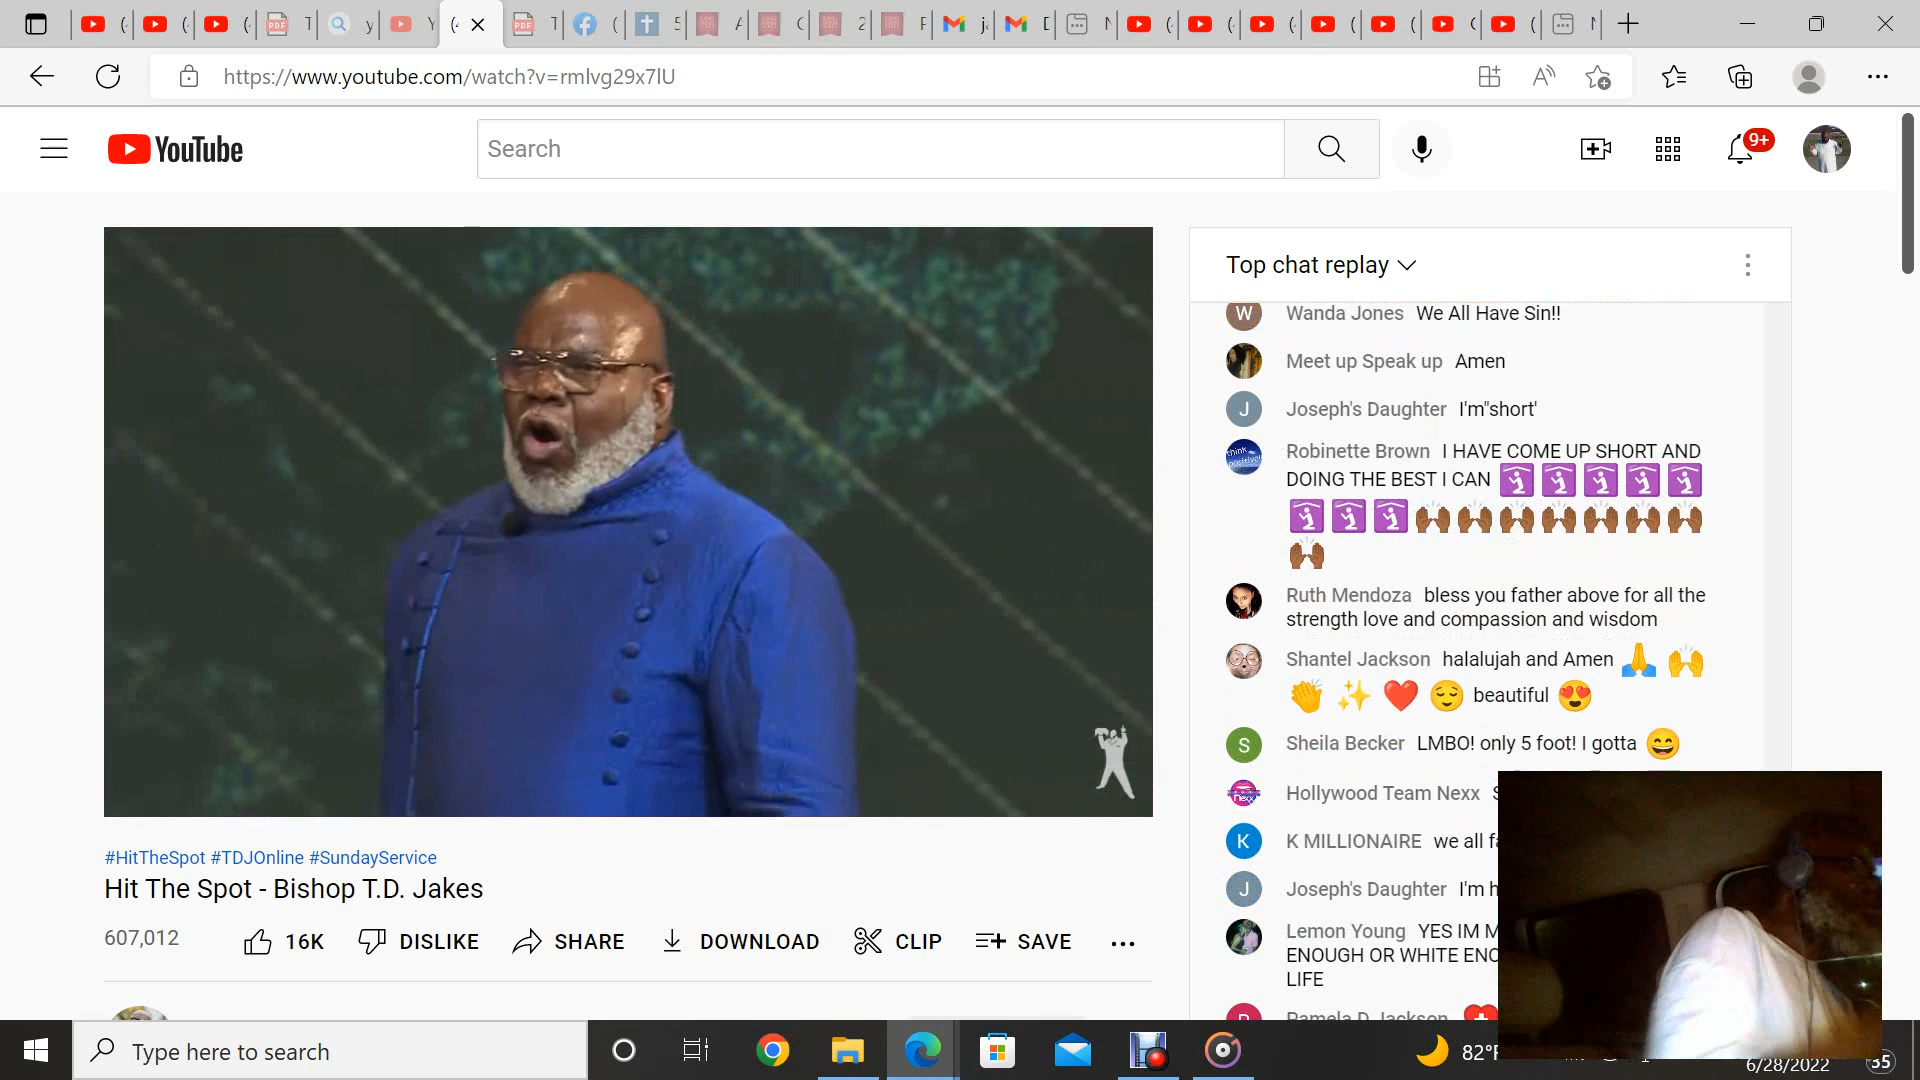 https://www.youtube.com/watch?v=rmlvg29x7lU
YouTube
Search
9+
Top chat replay
W Wanda Jones We All Have Sin!!
Meet up Speak up Amen
J Joseph's Daughter I'm"short'
Robinette Brown I HAVE COME UP SHORT AND
DOING THE BEST I CAN
Ruth Mendoza bless you father above for all the
strength love and compassion and wisdom
Shantel Jackson halalujah and Amen
beautiful
S Sheila Becker LMBO! only 5 foot! I gotta
Hollywood Team Nexx
K K MILLIONAIRE we all
J Joseph's Daughter I'm
Lemon Young YES IM
ENOUGH OR WHITE
LIFE
Pamela D Jackson
#HitTheSpot #TDJOnline #SundayService
Hit The Spot - Bishop T.D. Jakes
607,012
16K
DISLIKE
SHARE
DOWNLOAD
CLIP
SAVE
Type here to search
82°F
6/28/2022
35